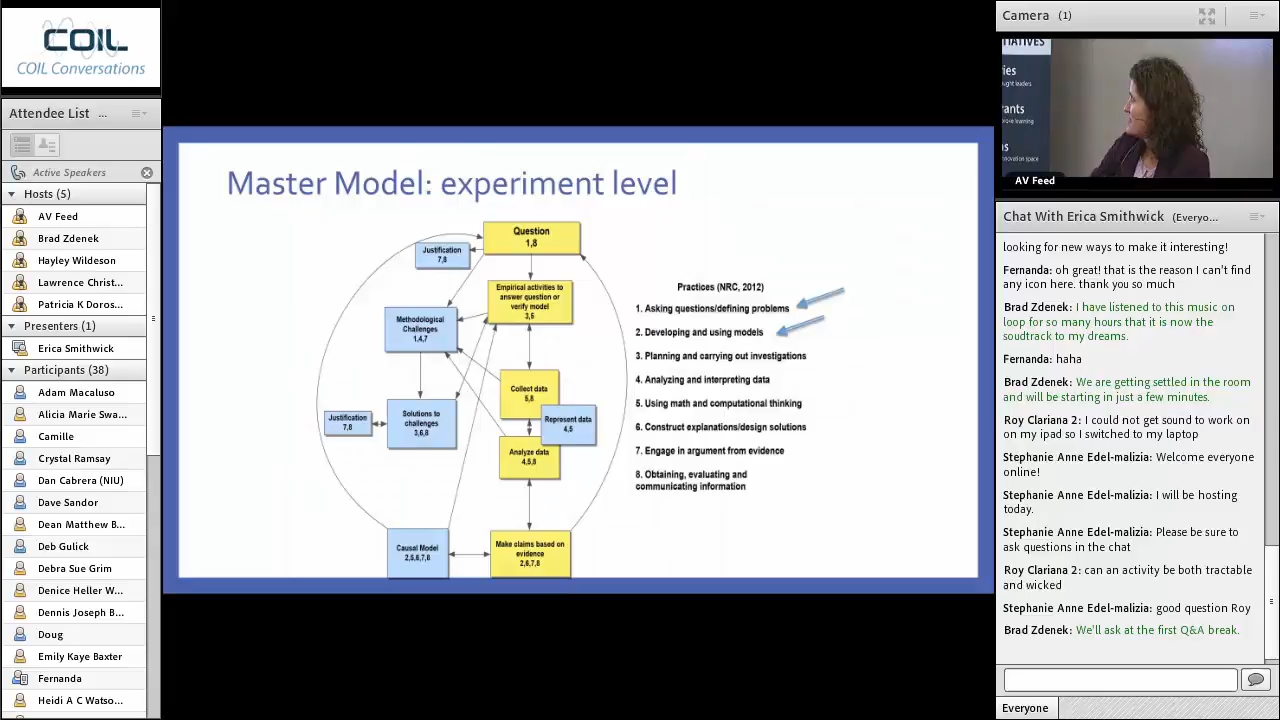 COIL
COIL Conversations
Attendee List ...
Active Speakers
Hosts (5)
AV Feed
Brad Zdenek
Hayley Wildeson
Lawrence Christ...
Patricia K Doros...
Presenters (1)
Erica Smithwick
Participants (38)
Adam Macaluso
Alicia Marie Swa...
Camille
Crystal Ramsay
Dan Cabrera (NIU)
Dave Sandor
Dean Matthew B...
Deb Gulick
Debra Sue Grim
Denice Heller W...
Dennis Joseph B...
Doug
Emily Kaye Baxter
Fernanda
Heidi A C Watso...
Master Model: experiment level
Question
1,8
Justification
7,8
Empirical activities to
answer question or
verify model
3,5
Methodological
Challenges
1,4,7
Collect data
5,8
Represent data
4,5
Justification
7,8
Solutions to
challenges
3,6,8
Analyze data
4,5,8
Causal Model
2,5,6,7,8
Make claims based on
evidence
2,6,7,8
Practices (NRC, 2012)
1. Asking questions/defining problems
2. Developing and using models
3. Planning and carrying out investigations
4. Analyzing and interpreting data
5. Using math and computational thinking
6. Construct explanations/design solutions
7. Engage in argument from evidence
8. Obtaining, evaluating and
communicating information
Camera (1)
AV Feed
Chat With Erica Smithwick (Everyo...
looking for new ways to make it interesting!
Fernanda: oh great! that is the reason I can't find
any icon here. thank you so much
Brad Zdenek: I have listened to this music on
loop for so many hours that it is now the
soudtrack to my dreams.
Fernanda: haha
Brad Zdenek: We are getting settled in the room
and will be starting in just a few minutes.
Roy Clariana 2: I could not get sound to work on
on my ipad so I switched to my laptop
Stephanie Anne Edel-malizia: Welcome everyone
online!
Stephanie Anne Edel-malizia: I will be hosting
today.
Stephanie Anne Edel-malizia: Please be sure to
ask questions in the chat
Roy Clariana 2: can an activity be both tractable
and wicked
Stephanie Anne Edel-malizia: good question Roy
Brad Zdenek: We'll ask at the first Q&A break.
Everyone